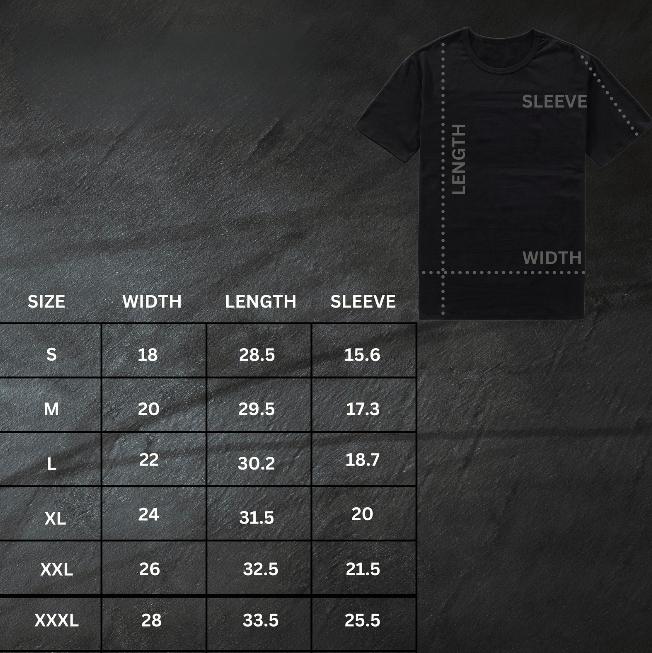 SLEEVE
LENGTH
WIDTH
SIZE WIDTH LENGTH SLEEVE
S 18 28.5 15.6
M 20 29.5 17.3
L 22 30.2 18.7
XL 24 31.5 20
XXL 26 32.5 21.5
XXXL 28 33.5 25.5